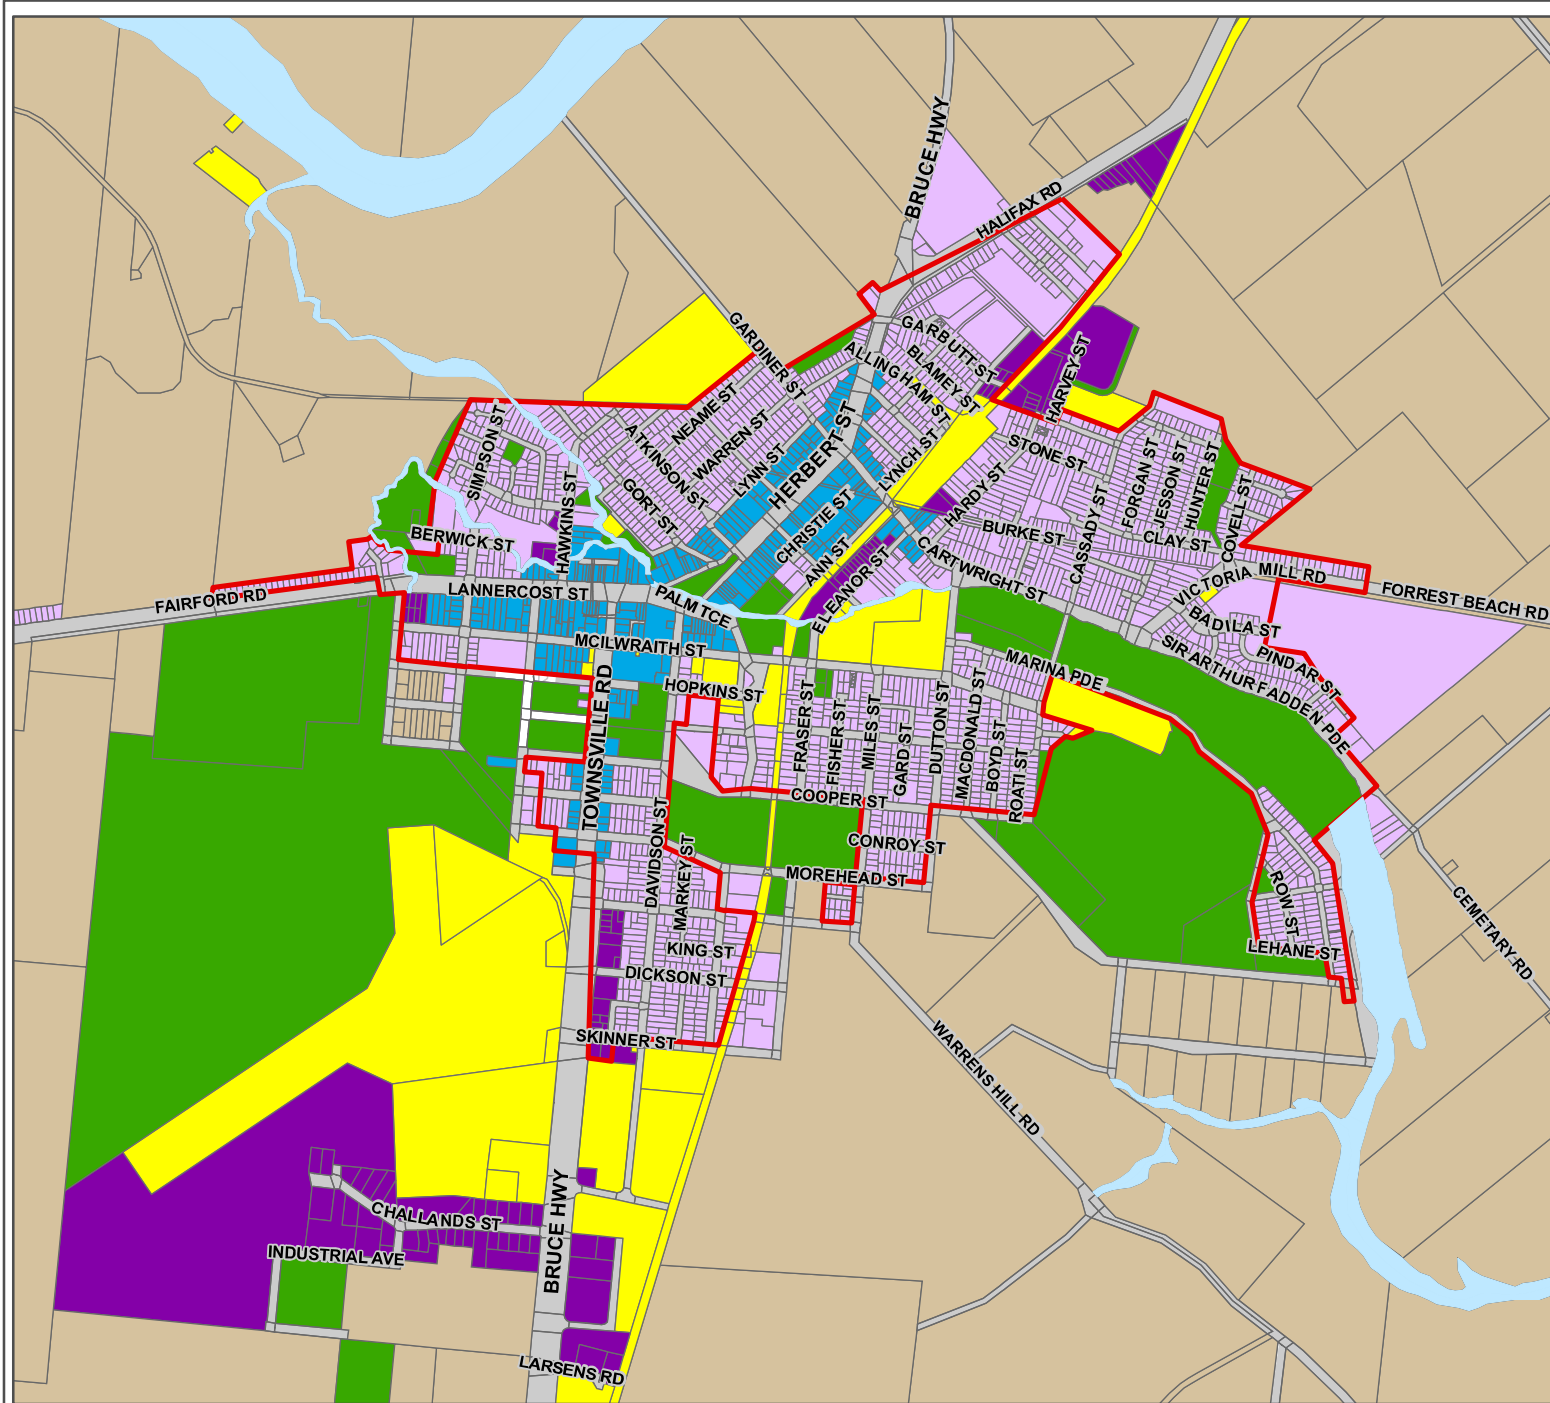 BRUCE HWY
HALIFAX RD
GARDINER ST
GARBUTT ST
ALLINGHAM ST
BLAMEY ST
HARVEY ST
NEAME ST
SIMPSON ST
ATKINSON ST
WARREN ST
LYNN ST
HERBERT ST
LYNCH ST
STONE ST
FORGAN ST
JESSON ST
HUNTER ST
COVELL ST
GORT ST
HAWKINS ST
HARDY ST
CHRISTIE ST
BERWICK ST
ANN ST
BURKE ST
CASSADY ST
CLAY ST
ELEANOR ST
CARTWRIGHT ST
VICTORIA MILL RD
FORREST BEACH RD
FAIRFORD RD
LANNERCOST ST
PALM TCE
BADILA ST
MCILWRAITH ST
PINDAR ST
SIR ARTHUR FADDEN PDE
MARINA PDE
HOPKINS ST
TOWNSVILLE RD
FRASER ST
FISHER ST
MILES ST
GARD ST
DUTTON ST
MACDONALD ST
BOYD ST
ROATI ST
COOPER ST
DAVIDSON ST
MARKEY ST
CONROY ST
MOREHEAD ST
ROW ST
CEMETARY RD
KING ST
LEHANE ST
DICKSON ST
SKINNER ST
WARRENS HILL RD
CHALLANDS ST
BRUCE HWY
INDUSTRIAL AVE
LARSENS RD